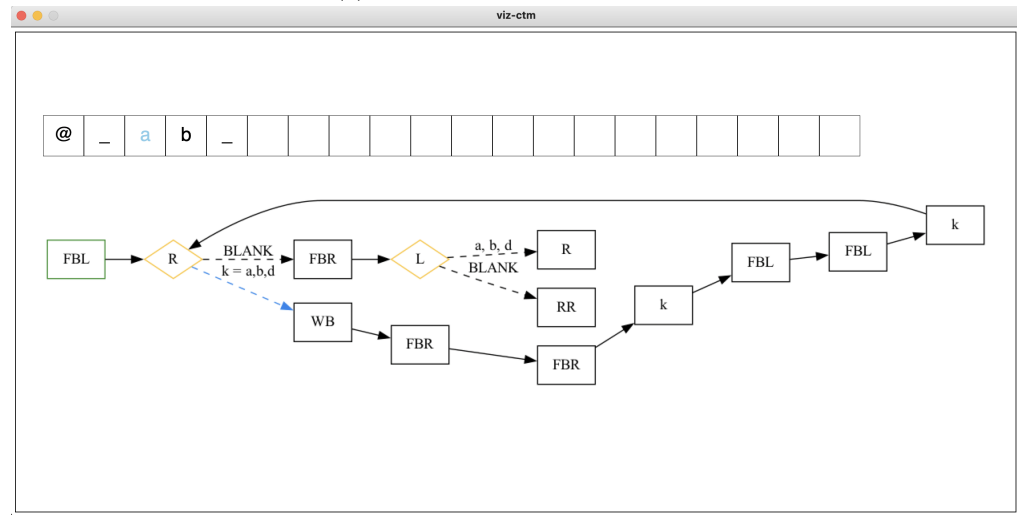 viz-ctm
@ _ a b _
k
FBL
FBL
a, b, d
R
BLANK
FBL R FBR L
BLANK
k = a,b,d
RR
k
WB
FBR
FBR